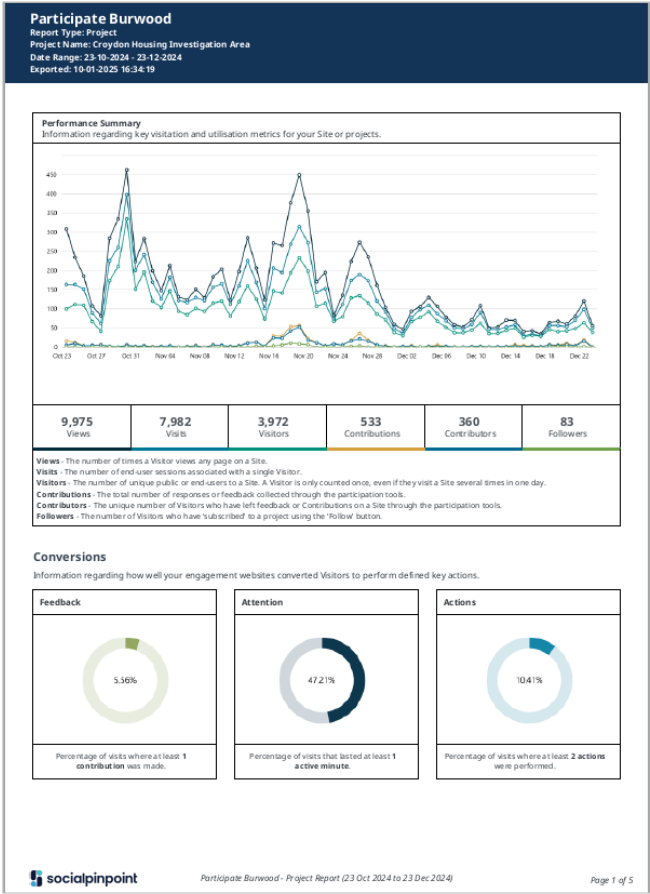 Participate Burwood
Report Type: Project
Project Name: Croydon Housing Investigation Area
Date Range: 23-10-2024 - 23-12-2024
Exported: 10-01-2025 16:34:19
Performance Summary
Information regarding key visitation and utilisation metrics for your Site or projects.
450
400
350
300
250
200
150
100
50
0
Oct 23 Oct 27 Oct 31 Nov 04 Nov 08 Nov 12 Nov 16 Nov 20 Nov 24 Nov 28 Dec 02 Dec 06 Dec 10 Dec 14 Dec 18 Dec 22
9,975 7,982 3,972 533 360 83
Views Visits Visitors Contributions Contributors Followers
Views - The number of times a Visitor views any page on a Site.
Visits - The number of end-user sessions associated with a single Visitor.
Visitors - The number of unique public or end-users to a Site. A Visitor is only counted once, even if they visit a Site several times in one day.
Contributions - The total number of responses or feedback collected through the participation tools.
Contributors - The unique number of Visitors who have left feedback or Contributions on a Site through the participation tools.
Followers - The number of Visitors who have 'subscribed' to a project using the 'Follow' button.
Conversions
Information regarding how well your engagement websites converted Visitors to perform defined key actions.
Feedback Attention Actions
5.56% 47.21% 10.41%
Percentage of visits where at least 1
contribution was made.
Percentage of visits that lasted at least 1
active minute.
Percentage of visits where at least 2 actions
were performed.
socialpinpoint
Participate Burwood - Project Report (23 Oct 2024 to 23 Dec 2024)
Page 1 of 5